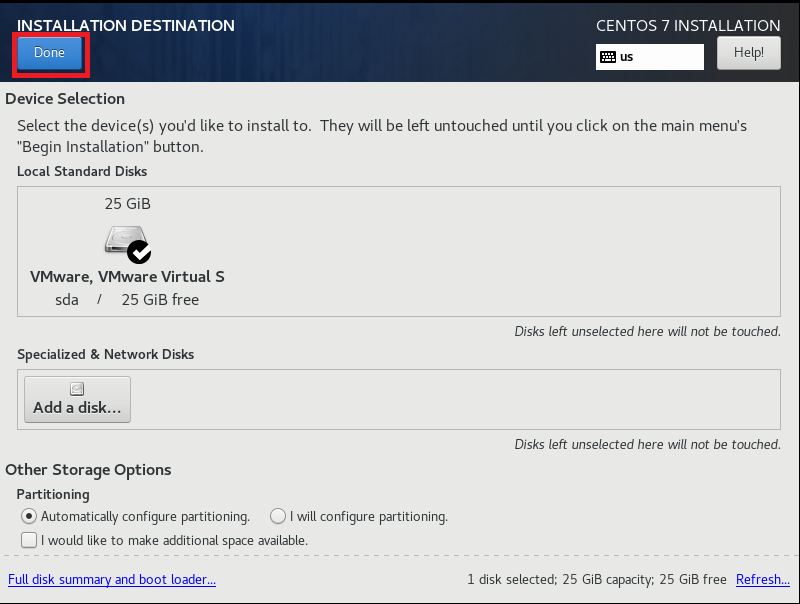 INSTALLATION DESTINATION
CENTOS 7 INSTALLATION
Done
us
Help!
Device Selection
Select the device(s) you'd like to install to.  They will be left untouched until you click on the main menu's
"Begin Installation" button.
Local Standard Disks
25 GiB
VMware, VMware Virtual S
sda / 25 GiB free
Disks left unselected here will not be touched.
Specialized & Network Disks
Add a disk...
Disks left unselected here will not be touched.
Other Storage Options
Partitioning
Automatically configure partitioning. I will configure partitioning.
I would like to make additional space available.
Full disk summary and boot loader... 1 disk selected; 25 GiB capacity; 25 GiB free Refresh...